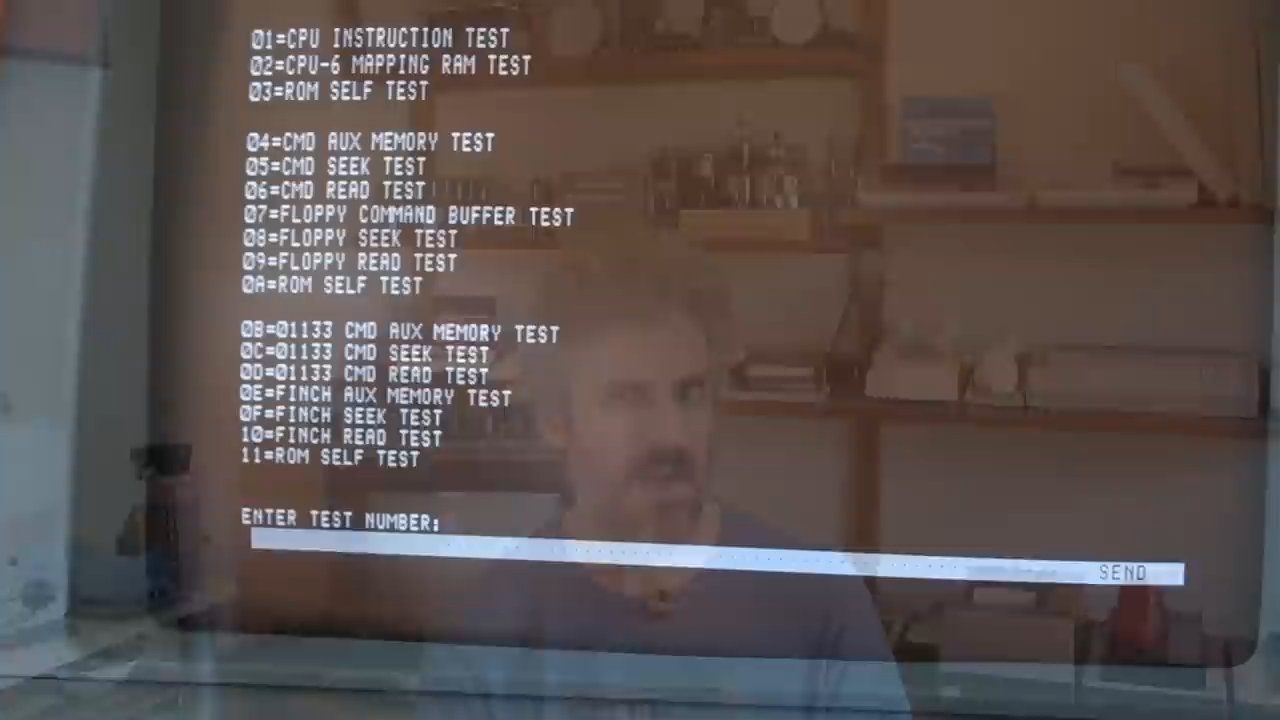 01=CPU INSTRUCTION TEST
02=CPU-6 MAPPING RAM TEST
03=ROM SELF TEST
04=CMD AUX MEMORY TEST
05=CMD SEEK TEST
06=CMD READ TEST
07=FLOPPY COMMAND BUFFER TEST
08=FLOPPY SEEK TEST
09=FLOPPY READ TEST
0A=ROM SELF TEST
0B=01133 CMD AUX MEMORY TEST
0C=01133 CMD SEEK TEST
0D=01133 CMD READ TEST
0E=FINCH AUX MEMORY TEST
0F=FINCH SEEK TEST
10=FINCH READ TEST
11=ROM SELF TEST
ENTER TEST NUMBER:
SEND